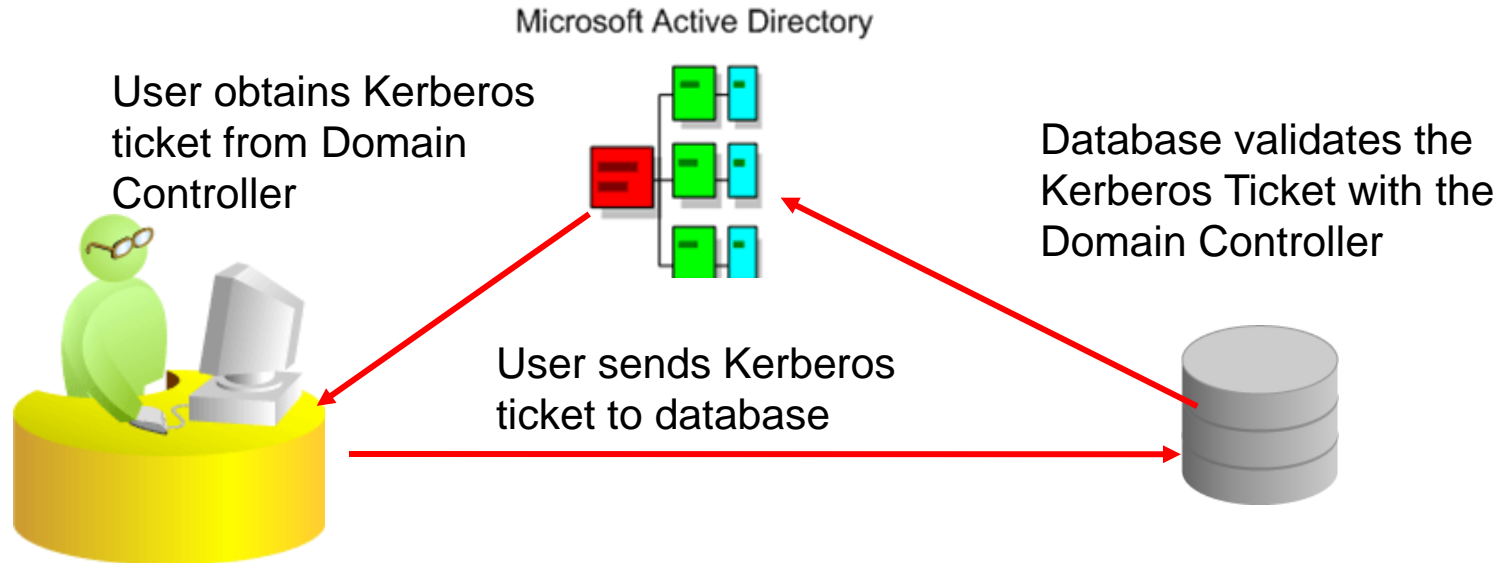 Microsoft Active Directory
User obtains Kerberos
ticket from Domain
Controller
Database validates the
Kerberos Ticket with the
Domain Controller
User sends Kerberos
ticket to database